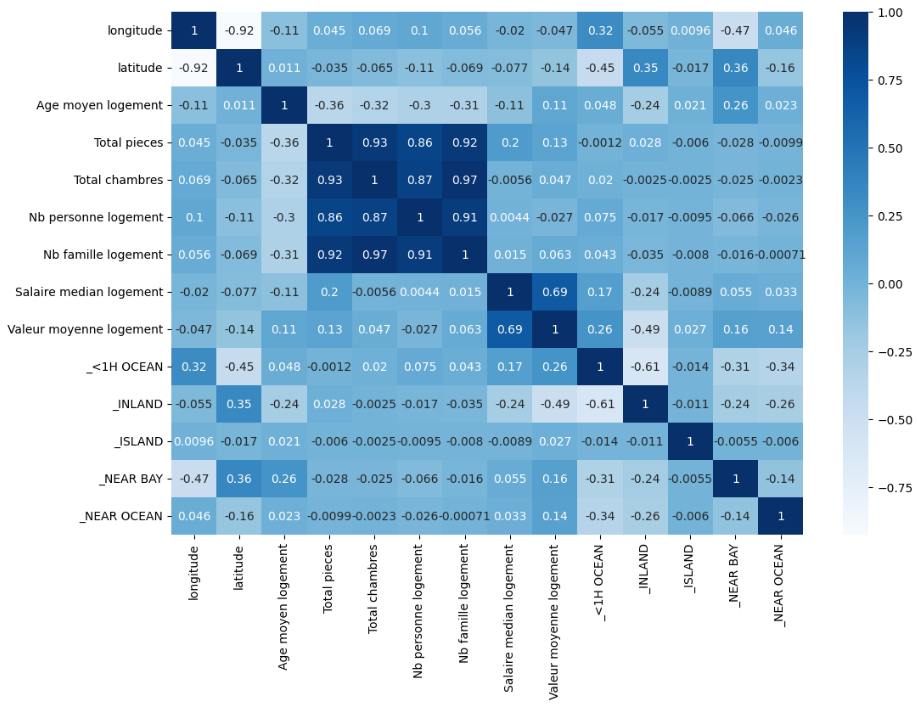 longitude 1 -0.92 -0.11 0.045 0.069 0.1 0.056 -0.02 -0.047 0.32 -0.055 0.0096 -0.47 0.046
latitude -0.92 1 0.011 -0.035 -0.065 -0.11 -0.069 -0.077 -0.14 -0.45 0.35 -0.017 0.36 -0.16
Age moyen logement -0.11 0.011 1 -0.36 -0.32 -0.3 -0.31 -0.11 0.11 0.048 -0.24 0.021 0.26 0.023
Total pieces 0.045 -0.035 -0.36 1 0.93 0.86 0.92 0.2 0.13 -0.0012 0.028 -0.006 -0.028 -0.0099
Total chambres 0.069 -0.065 -0.32 0.93 1 0.87 0.97 -0.0056 0.047 0.02 -0.0025 -0.0025 -0.025 -0.0023
Nb personne logement 0.1 -0.11 -0.3 0.86 0.87 1 0.91 0.0044 -0.027 0.075 -0.017 -0.0095 -0.066 -0.026
Nb famille logement 0.056 -0.069 -0.31 0.92 0.97 0.91 1 0.015 0.063 0.043 -0.035 -0.008 -0.016 -0.00071
Salaire median logement -0.02 -0.077 -0.11 0.2 -0.0056 0.0044 0.015 1 0.69 0.17 -0.24 -0.0089 0.055 0.033
Valeur moyenne logement -0.047 -0.14 0.11 0.13 0.047 -0.027 0.063 0.69 1 0.26 -0.49 0.027 0.16 0.14
_<1H OCEAN 0.32 -0.45 0.048 -0.0012 0.02 0.075 0.043 0.17 0.26 1 -0.61 -0.014 -0.31 -0.34
_INLAND -0.055 0.35 -0.24 0.028 -0.0025 -0.017 -0.035 -0.24 -0.49 -0.61 1 -0.011 -0.24 -0.26
_ISLAND 0.0096 -0.017 0.021 -0.006 -0.0025 -0.0095 -0.008 -0.0089 0.027 -0.014 -0.011 1 -0.0055 -0.006
_NEAR BAY -0.47 0.36 0.26 -0.028 -0.025 -0.066 -0.016 0.055 0.16 -0.31 -0.24 -0.0055 1 -0.14
_NEAR OCEAN 0.046 -0.16 0.023 -0.0099 -0.0023 -0.026 -0.00071 0.033 0.14 -0.34 -0.26 -0.006 -0.14 1
longitude
latitude
Age moyen logement
Total pieces
Total chambres
Nb personne logement
Nb famille logement
Salaire median logement
Valeur moyenne logement
_<1H OCEAN
_INLAND
_ISLAND
_NEAR BAY
_NEAR OCEAN
1.00
0.75
0.50
0.25
0.00
-0.25
-0.50
-0.75